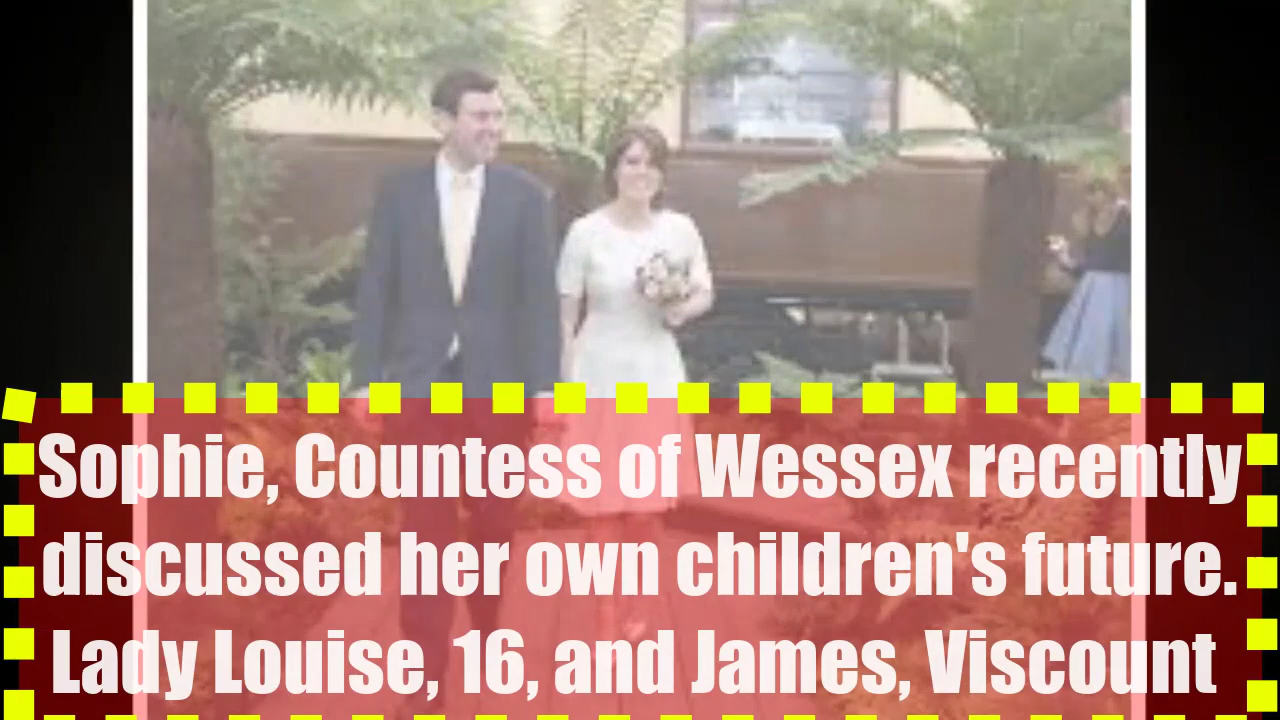 Sophie, Countess of Wessex recently
discussed her own children's future.
Lady Louise, 16, and James, Viscount